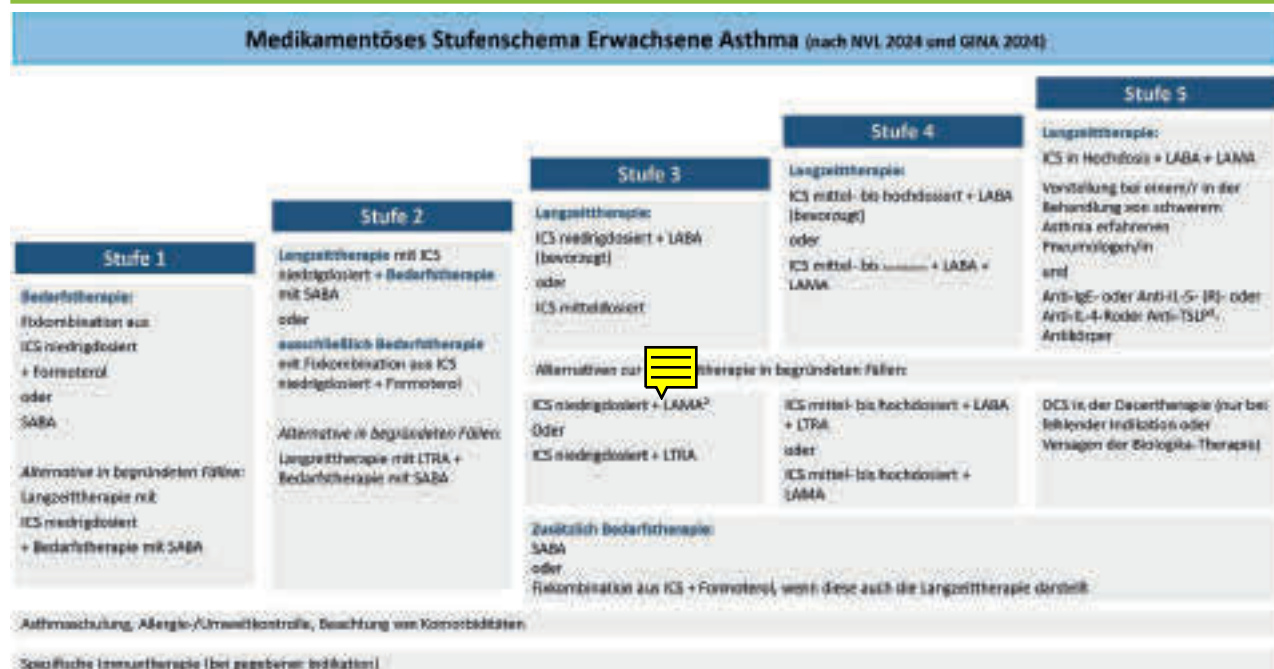 Medikamentöses Stufenschema Erwachsene Asthma (nach NVL 2024 und GINA 2024)
Stufe 1
Bedarfstherapie:
Fixkombination aus
ICS niedrigdosiert
+ Formoterol
oder
SABA
Alternative in begründeten Fällen:
Langzeittherapie mit
ICS niedrigdosiert
+ Bedarfstherapie mit SABA
Stufe 2
Langzeittherapie mit ICS
niedrigdosiert + Bedarfstherapie
mit SABA
oder
ausschließlich Bedarfstherapie
mit Fixkombination aus ICS
niedrigdosiert + Formoterol
Alternative in begründeten Fällen:
Langzeittherapie mit LTRA +
Bedarfstherapie mit SABA
Stufe 3
Langzeittherapie:
ICS niedrigdosiert + LABA
(bevorzugt)
oder
ICS mitteldosiert
Stufe 4
Langzeittherapie:
ICS mittel- bis hochdosiert + LABA
(bevorzugt)
oder
ICS mittel- bis + LABA +
LAMA
Stufe 5
Langzeittherapie:
ICS in Hochdosis + LABA + LAMA
Vorstellung bei einem/r in der
Behandlung von schwerem
Asthma erfahrenen
Pneumologen/in
und
Anti-IgE- oder Anti-IL-5- (R)- oder
Anti-IL-4-Roder Anti-TSLP-
Antikörper
Alternativen zur therapie in begründeten Fällen:
ICS niedrigdosiert + LAMA
Oder
ICS niedrigdosiert + LTRA
ICS mittel- bis hochdosiert + LABA
+ LTRA
oder
ICS mittel- bis hochdosiert +
LAMA
OCS in der Dauertherapie (nur bei
fehlender Indikation oder
Versagen der Biologika-Therapie)
Zusätzlich Bedarfstherapie:
SABA
oder
Fixkombination aus ICS + Formoterol, wenn diese auch die Langzeittherapie darstellt
Asthmaschulung, Allergie-/Umweltkontrolle, Beachtung von Komorbiditäten
Spezifische Immuntherapie (bei gegebener Indikation)